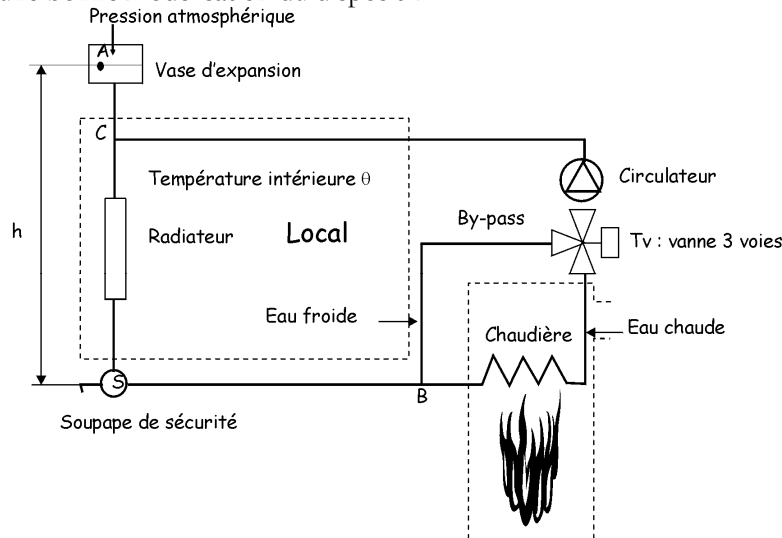 Pression atmosphérique
A
Vase d'expansion
C
Température intérieure θ
Circulateur
h
Radiateur
Local
By-pass
Tv : vanne 3 voies
Eau froide
Chaudière
Eau chaude
S
B
Soupape de sécurité